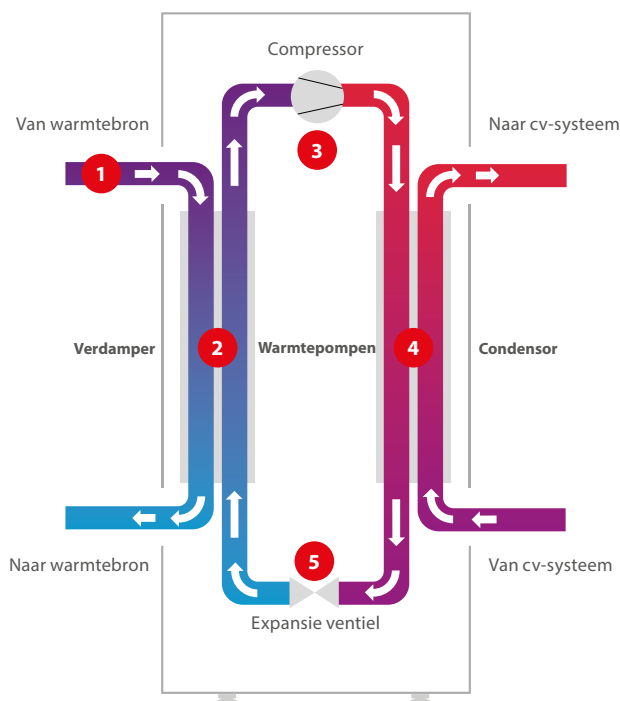 Compressor
Van warmtebron
Naar cv-systeem
3
1
Verdamper
2
Warmtepompen
4
Condensor
5
Naar warmtebron
Van cv-systeem
Expansie ventiel